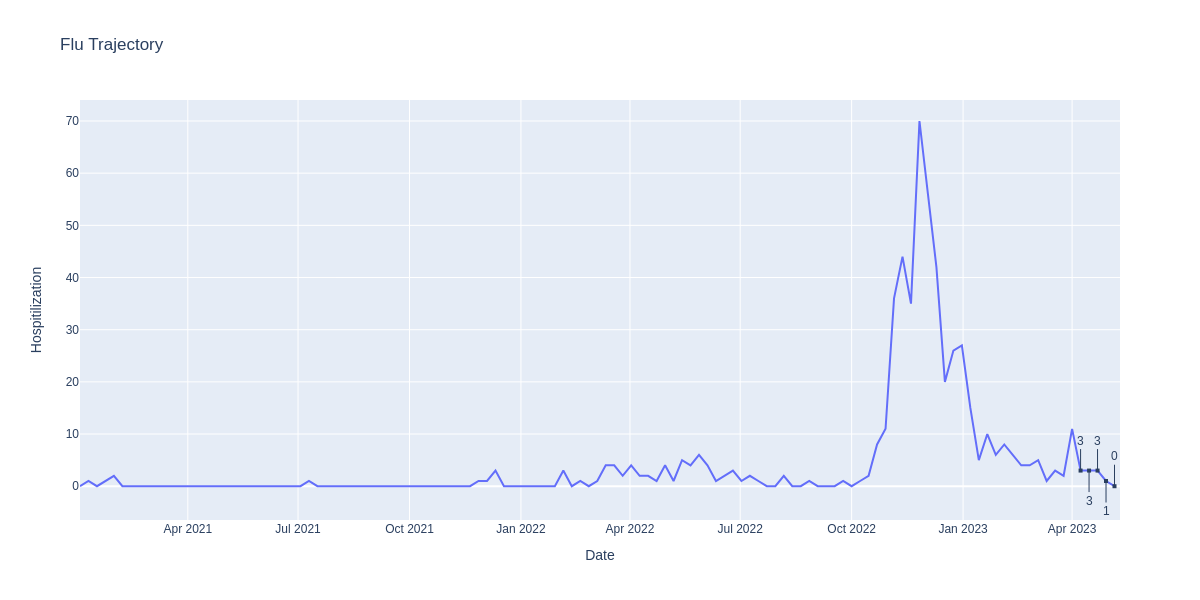 Flu Trajectory
70
60
50
40
30
20
10
0
Hospitilization
3
3
3
1
0
Apr 2021
Jul 2021
Oct 2021
Jan 2022
Apr 2022
Jul 2022
Oct 2022
Jan 2023
Apr 2023
Date